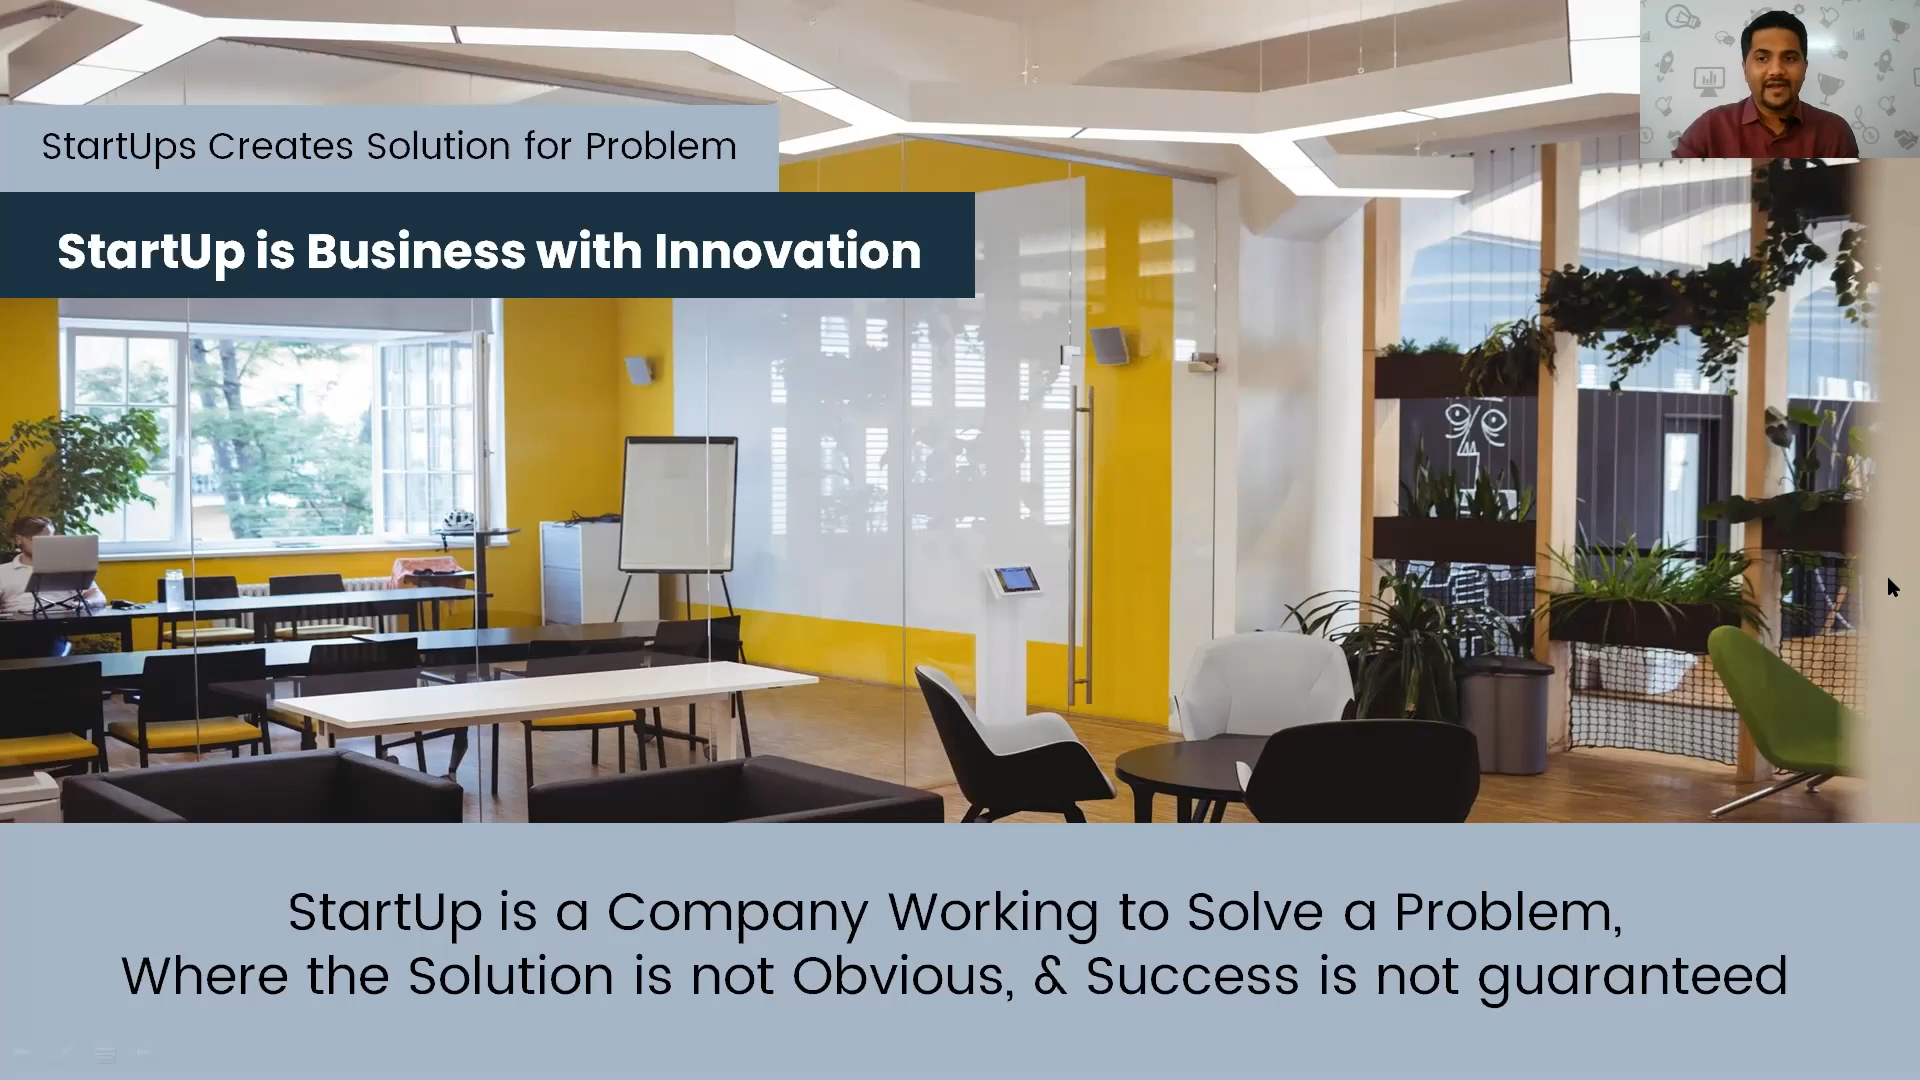 StartUps Creates Solution for Problem
StartUp is Business with Innovation
StartUp is a Company Working to Solve a Problem,
Where the Solution is not Obvious, & Success is not guaranteed